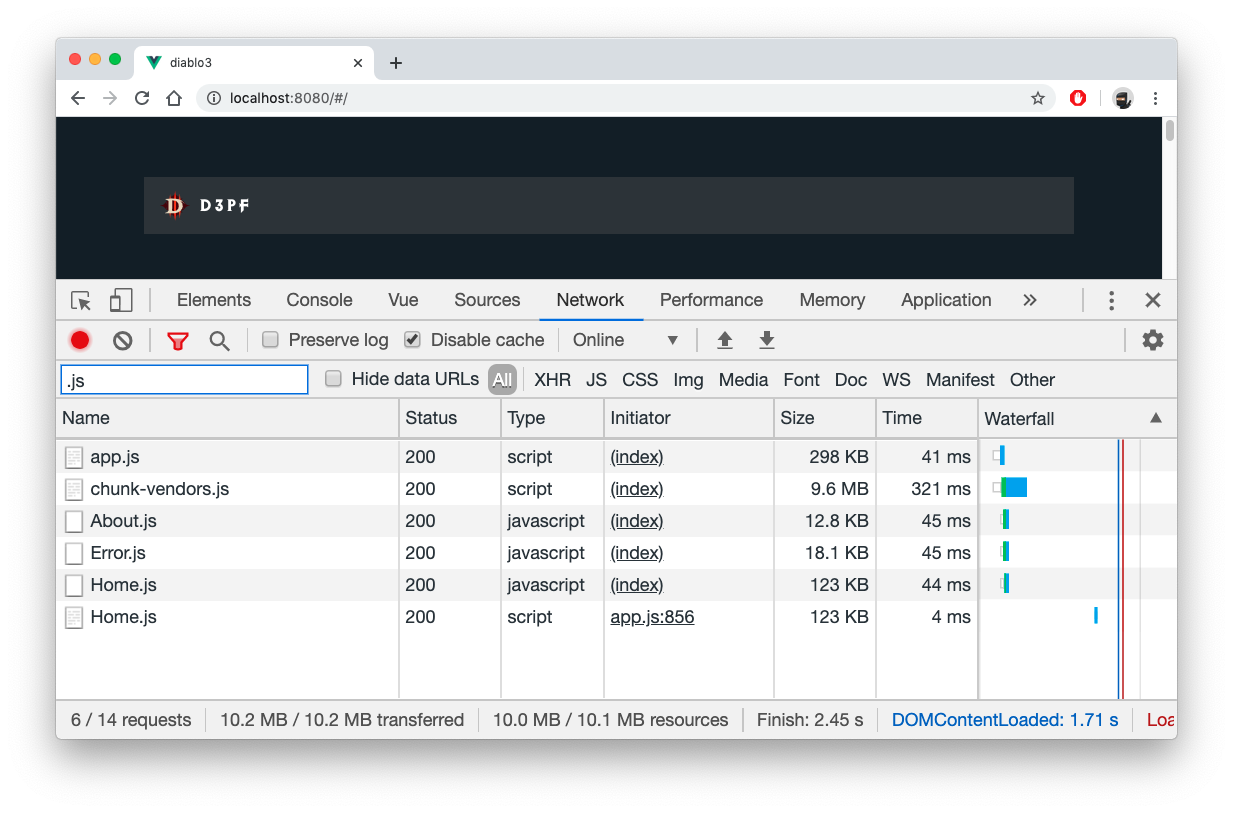 diablo3
localhost:8080/#/
D3PF
Elements Console Vue Sources Network Performance Memory Application
Preserve log Disable cache Online
.js Hide data URLs All XHR JS CSS Img Media Font Doc WS Manifest Other
Name Status Type Initiator Size Time Waterfall
app.js 200 script (index) 298 KB 41 ms
chunk-vendors.js 200 script (index) 9.6 MB 321 ms
About.js 200 javascript (index) 12.8 KB 45 ms
Error.js 200 javascript (index) 18.1 KB 45 ms
Home.js 200 javascript (index) 123 KB 44 ms
Home.js 200 script app.js:856 123 KB 4 ms
6 / 14 requests 10.2 MB / 10.2 MB transferred 10.0 MB / 10.1 MB resources Finish: 2.45 s DOMContentLoaded: 1.71 s Loa